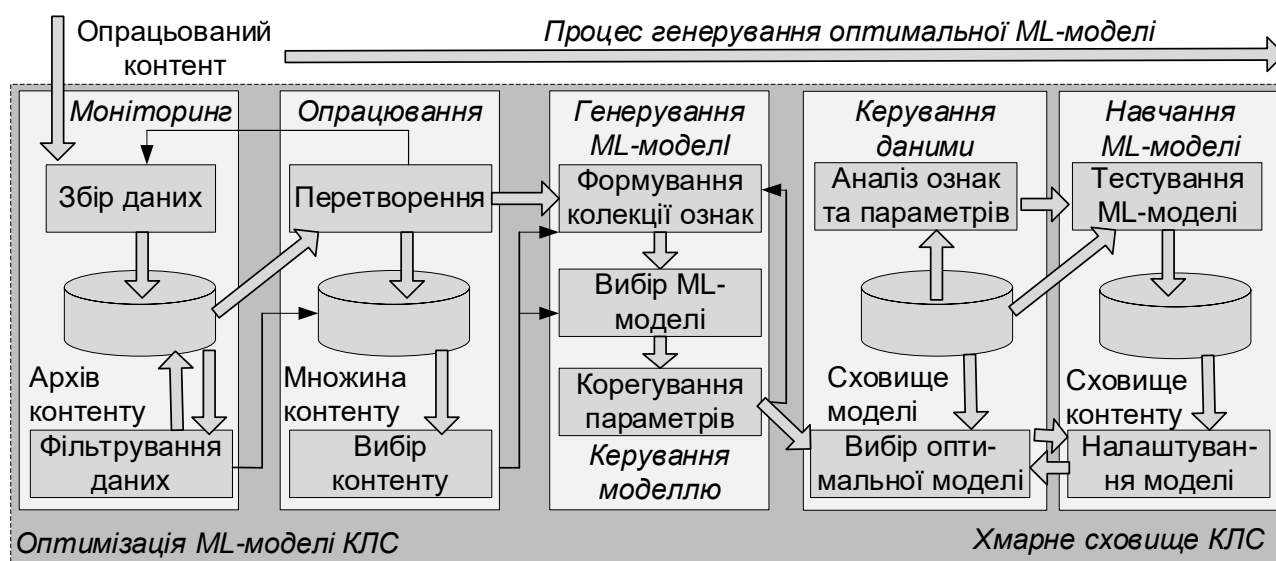 Опрацьований
контент
Процес генерування оптимальної ML-моделі
Моніторинг
Збір даних
Архів
контенту
Фільтрування
даних
Опрацювання
Перетворення
Множина
контенту
Вибір
контенту
Генерування
ML-моделІ
Формування
колекції ознак
Вибір ML-
моделі
Корегування
параметрів
Керування
моделлю
Керування
даними
Аналіз ознак
та параметрів
Сховище
моделі
Вибір опти-
мальної моделі
Навчання
ML-моделі
Тестування
ML-моделі
Сховище
контенту
Налаштуван-
ня моделі
Оптимізація ML-моделі КЛС
Хмарне сховище КЛС